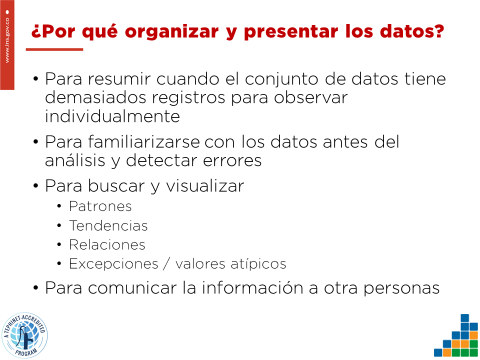 www.ins.gov.co
¿Por qué organizar y presentar los datos?
• Para resumir cuando el conjunto de datos tiene
demasiados registros para observar
individualmente
• Para familiarizarse con los datos antes del
análisis y detectar errores
• Para buscar y visualizar
• Patrones
• Tendencias
• Relaciones
• Excepciones / valores atípicos
• Para comunicar la información a otra personas
A TEPHINET ACCREDITED
PROGRAM